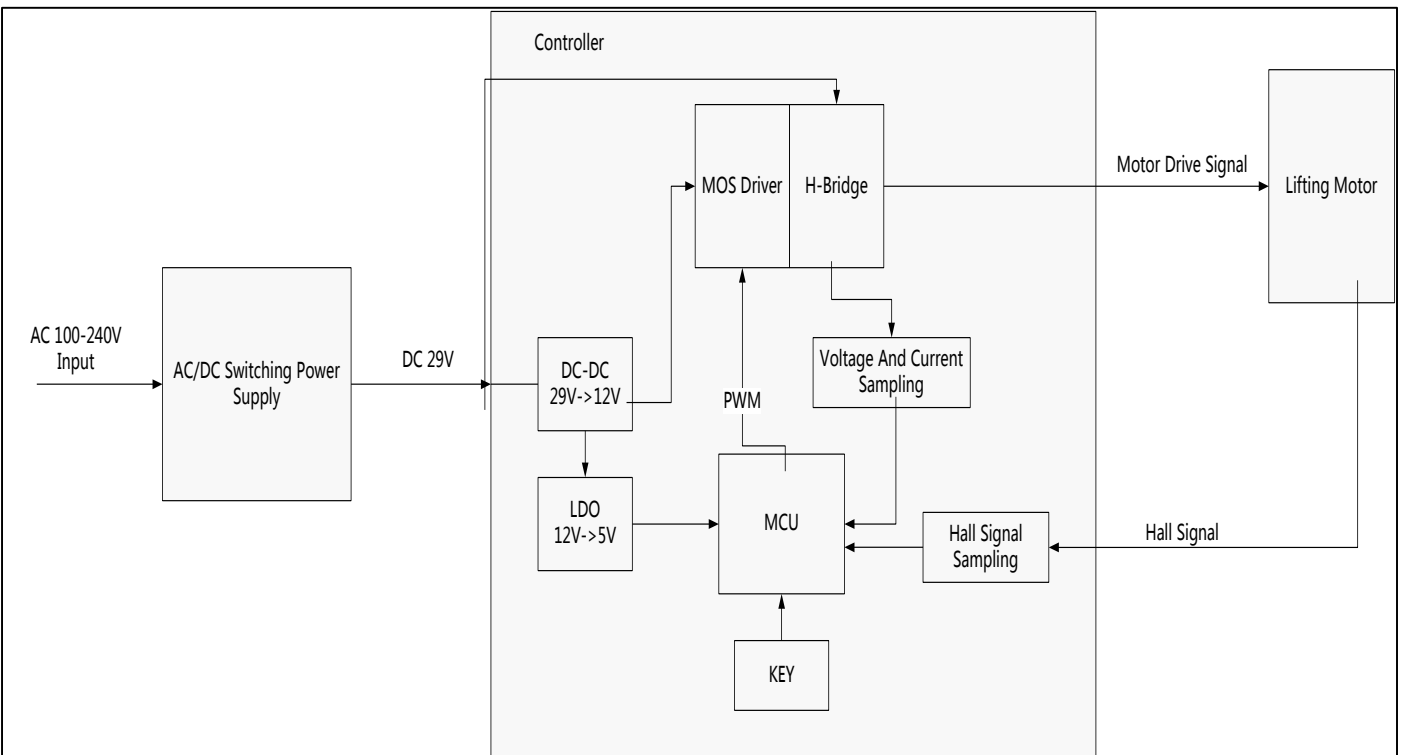 Controller
MOS Driver
H-Bridge
Motor Drive Signal
Lifting Motor
AC 100-240V
Input
AC/DC Switching Power
Supply
DC 29V
DC-DC
29V->12V
Voltage And Current
Sampling
PWM
LDO
12V->5V
MCU
Hall Signal
Sampling
Hall Signal
KEY